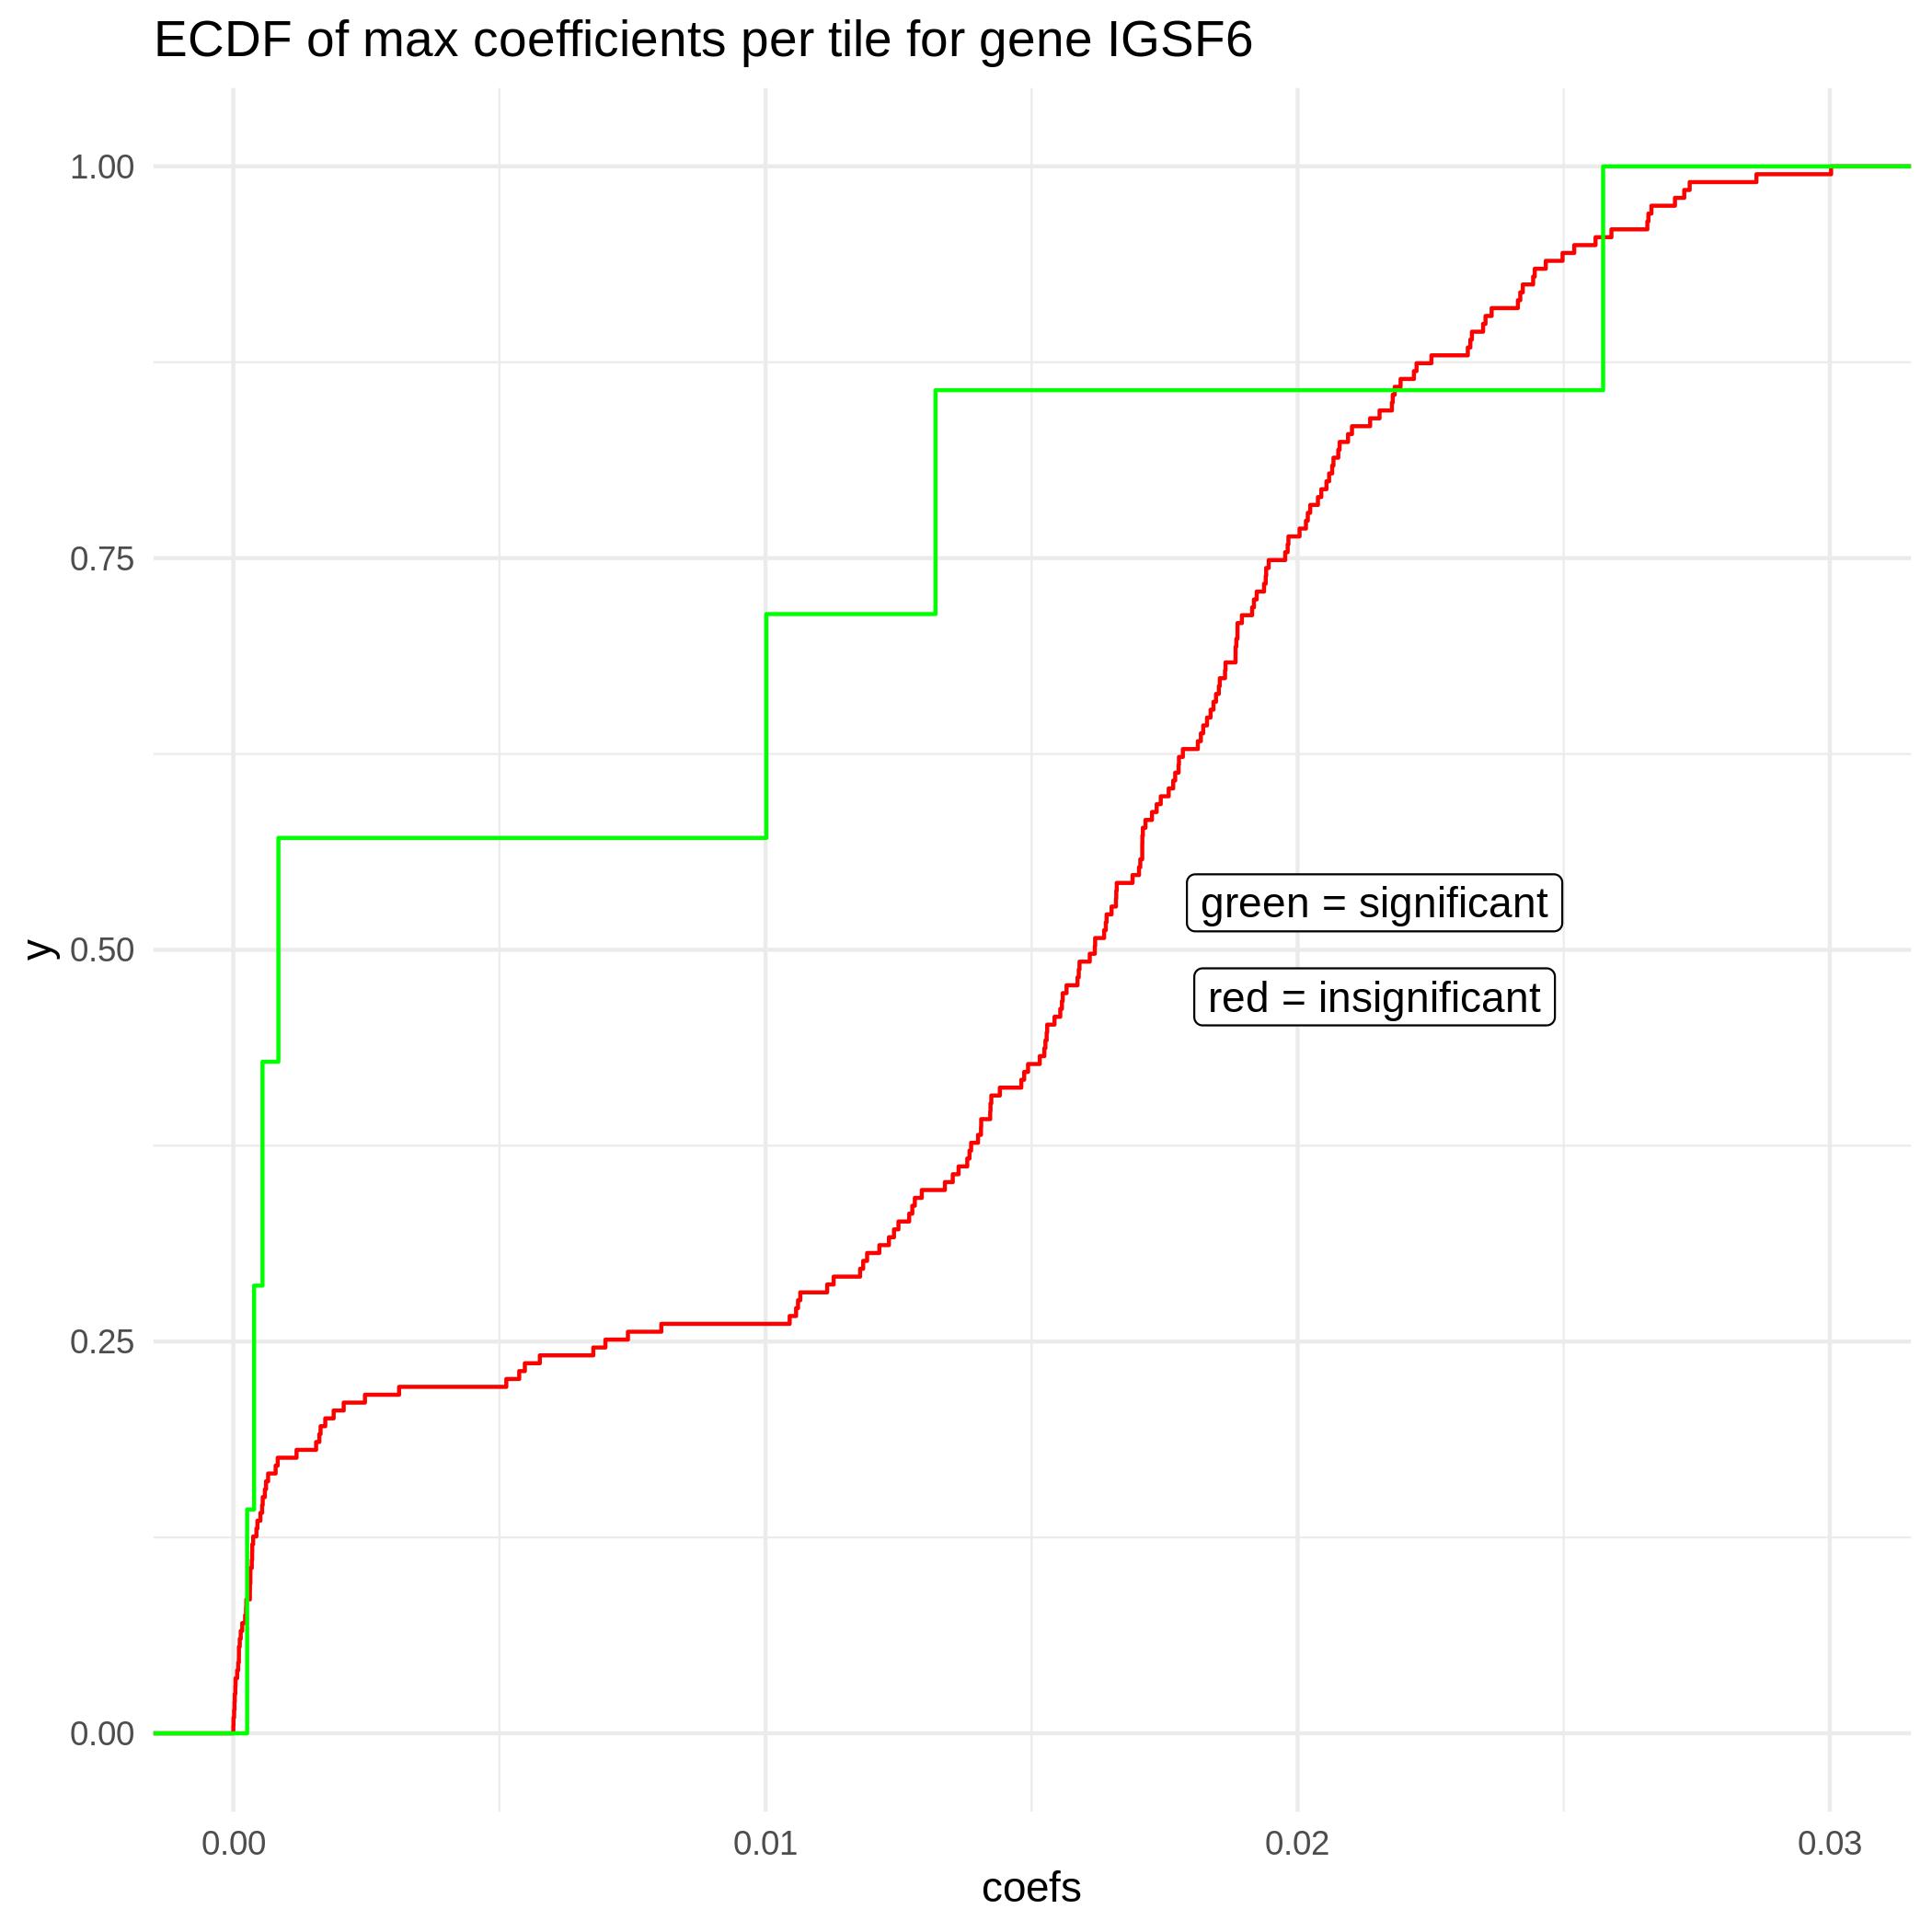 ECDF of max coefficients per tile for gene IGSF6
1.00
0.75
0.50
0.25
0.00
y
green = significant
red = insignificant
0.00 0.01 0.02 0.03
coefs